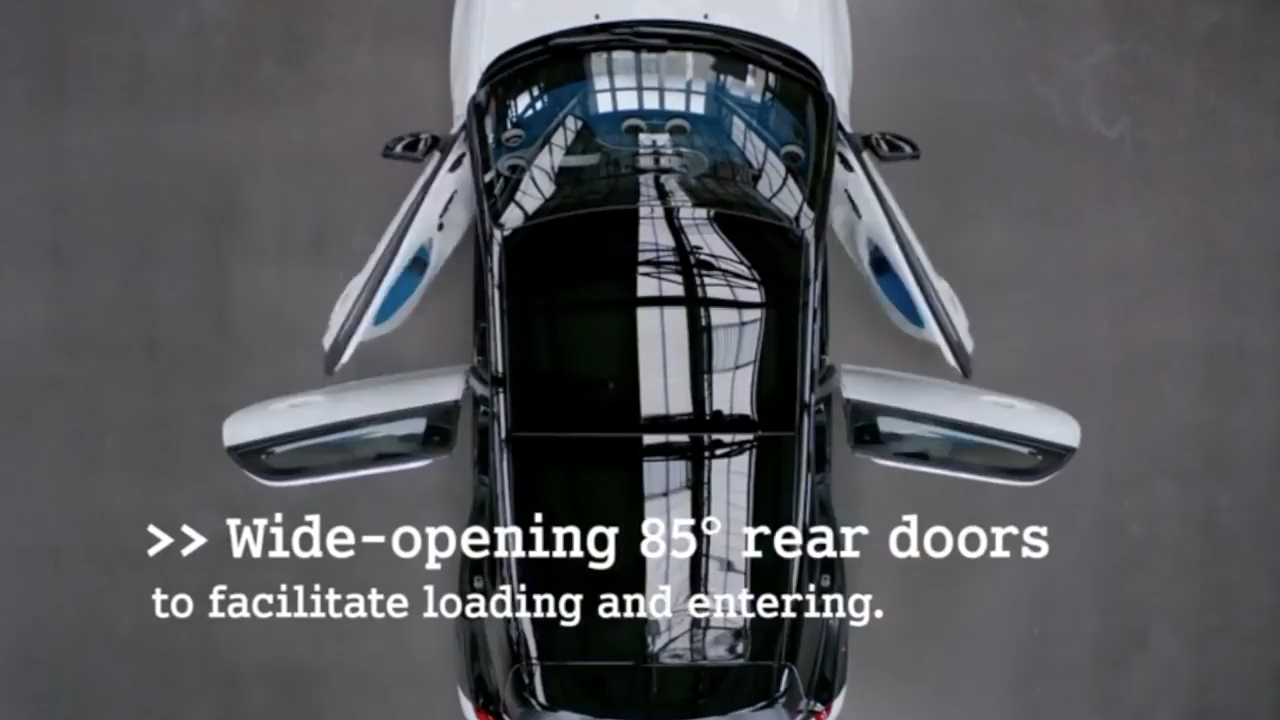 >> Wide-opening 85° rear doors
to facilitate loading and entering.